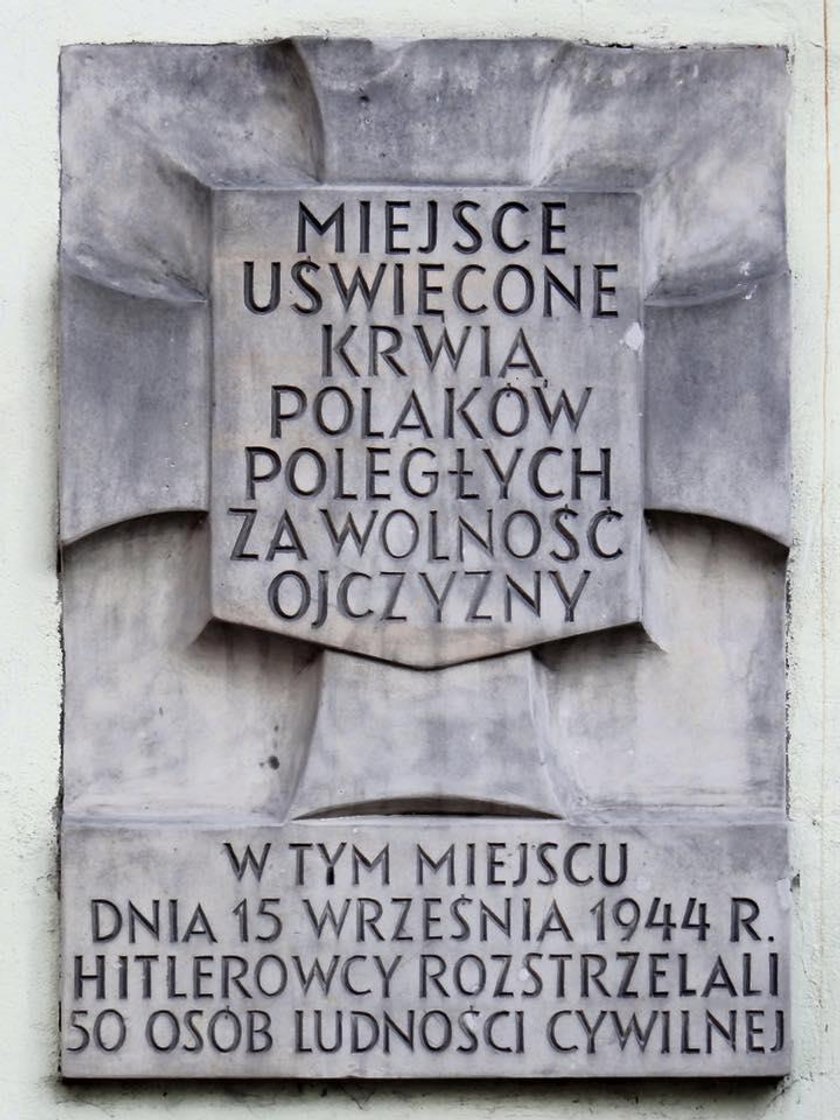 MIEJSCE
UŚWIĘCONE
KRWIĄ
POLAKÓW
POLEGŁYCH
ZA WOLNOŚĆ
OJCZYZNY
W TYM MIEJSCU
DNIA 15 WRZEŚNIA 1944 R.
HITLEROWCY ROZSTRZELALI
50 OSÓB LUDNOŚCI CYWILNEJ